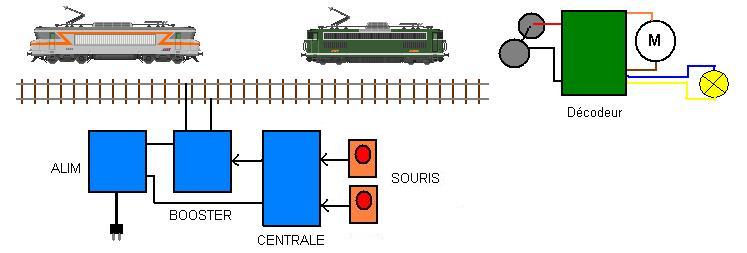 M
Décodeur
ALIM
SOURIS
BOOSTER
CENTRALE